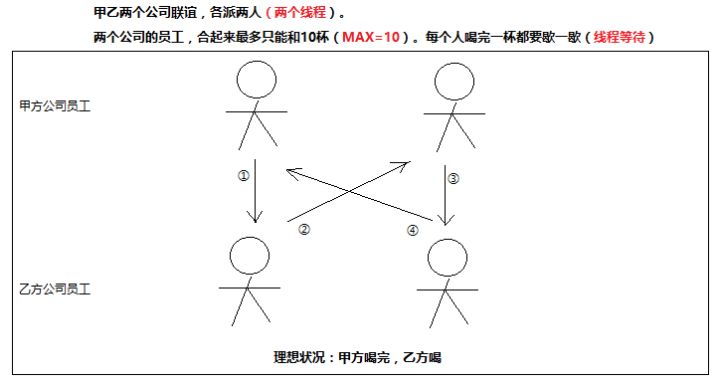 甲乙两个公司联谊，各派两人（两个线程）。
两个公司的员工，合起来最多只能和10杯（MAX=10）。每个人喝完一杯都要歇一歇（线程等待）
甲方公司员工
①
③
②
④
乙方公司员工
理想状况：甲方喝完，乙方喝